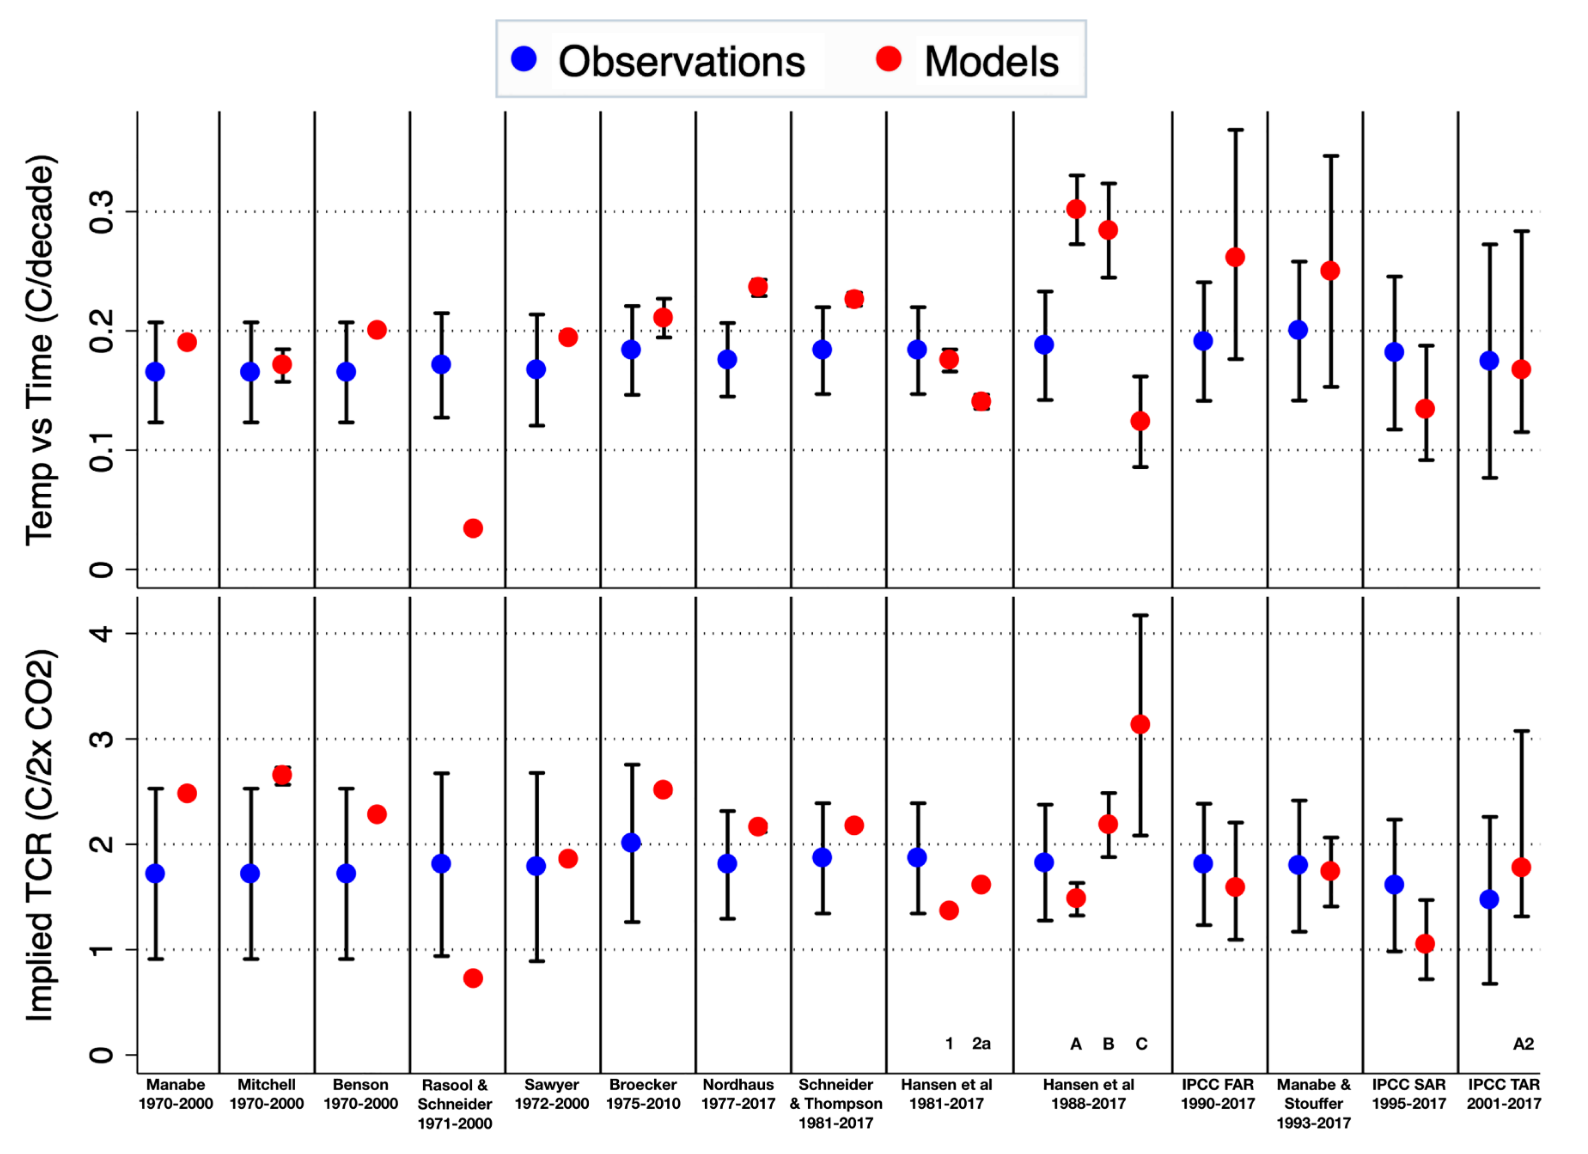 Observations
Models
Temp vs Time (C/decade)
0.3
0.2
0.1
0
Implied TCR (C/2x CO2)
4
3
2
1
0
1
2a
A
B
C
A2
Manabe
1970-2000
Mitchell
1970-2000
Benson
1970-2000
Rasool &
Schneider
1971-2000
Sawyer
1972-2000
Broecker
1975-2010
Nordhaus
1977-2017
Schneider
& Thompson
1981-2017
Hansen et al
1981-2017
Hansen et al
1988-2017
IPCC FAR
1990-2017
Manabe &
Stouffer
1993-2017
IPCC SAR
1995-2017
IPCC TAR
2001-2017